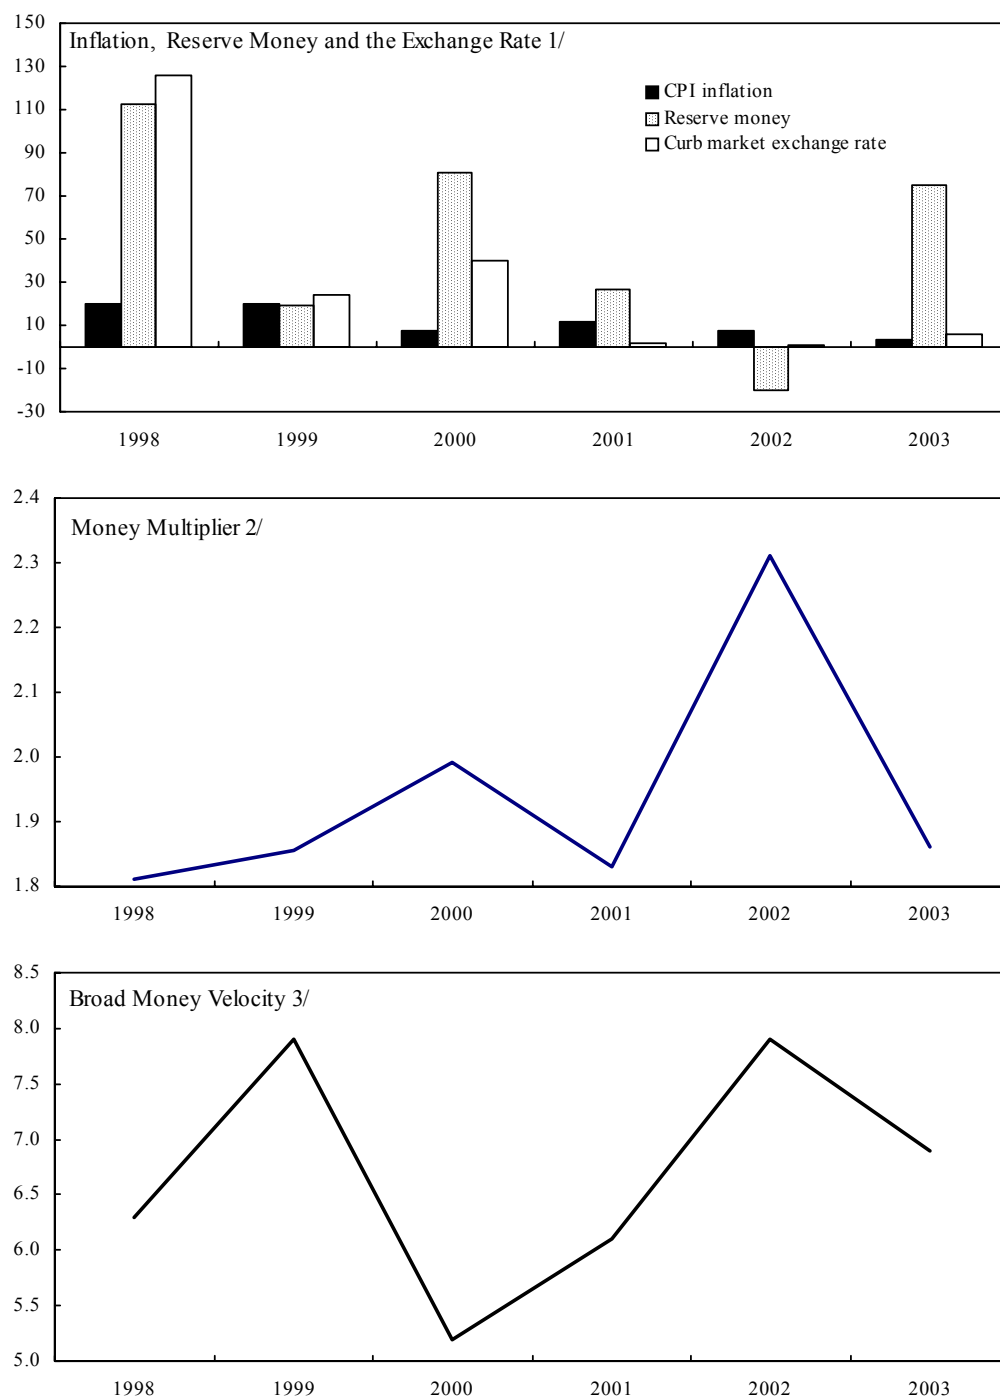 Inflation, Reserve Money and the Exchange Rate 1/
150
130
110
90
70
50
30
10
-10
-30
CPI inflation
Reserve money
Curb market exchange rate
1998 1999 2000 2001 2002 2003
Money Multiplier 2/
2.4
2.3
2.2
2.1
2.0
1.9
1.8
1998 1999 2000 2001 2002 2003
Broad Money Velocity 3/
8.5
8.0
7.5
7.0
6.5
6.0
5.5
5.0
1998 1999 2000 2001 2002 2003